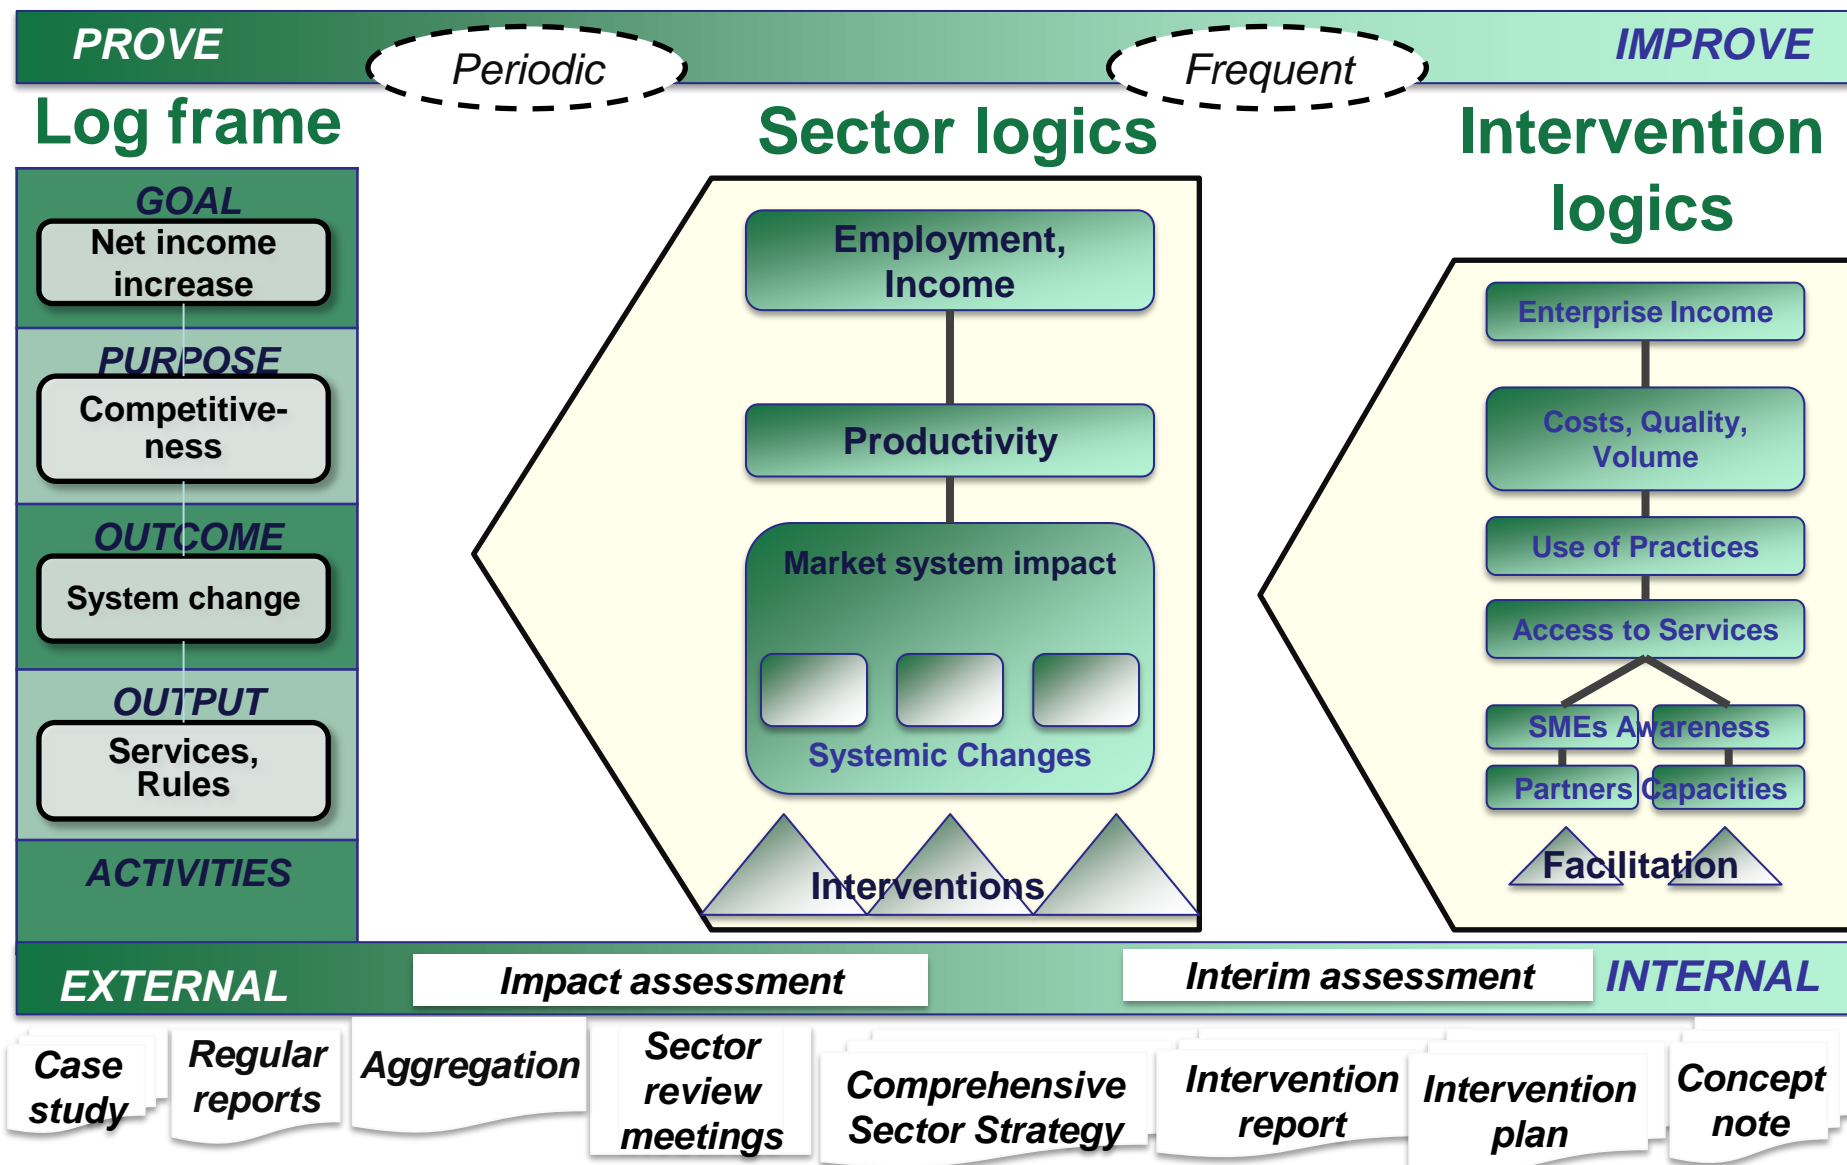 PROVE
Periodic
Frequent
IMPROVE
Log frame
Sector logics
Intervention
logics
GOAL
Net income
increase
PURPOSE
Competitive-
ness
OUTCOME
System change
OUTPUT
Services,
Rules
ACTIVITIES
Employment,
Income
Productivity
Market system impact
Systemic Changes
Interventions
Enterprise Income
Costs, Quality,
Volume
Use of Practices
Access to Services
SMEs Awareness
Partners Capacities
Facilitation
EXTERNAL
Impact assessment
Interim assessment
INTERNAL
Case
study
Regular
reports
Aggregation
Sector
review
meetings
Comprehensive
Sector Strategy
Intervention
report
Intervention
plan
Concept
note